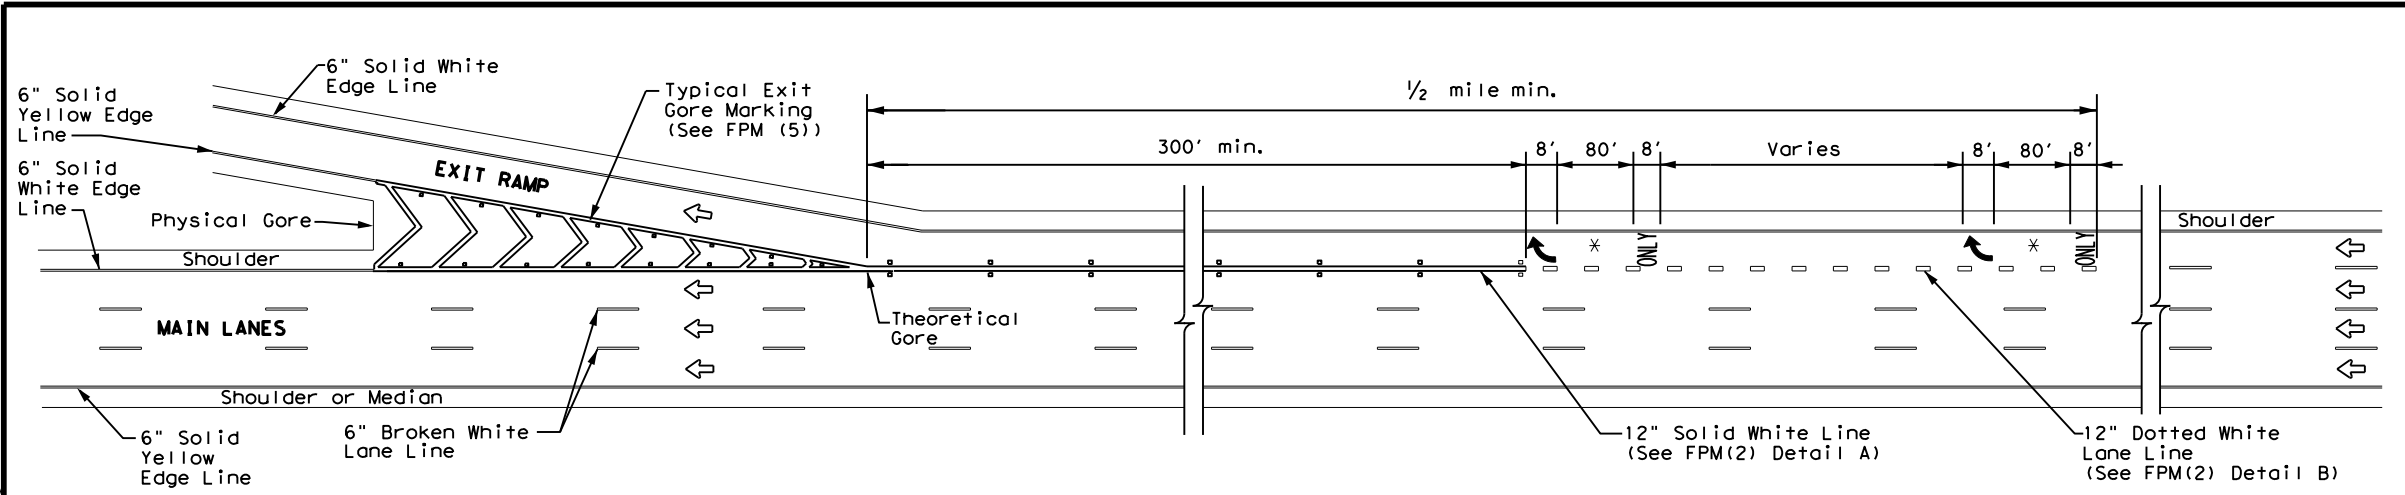 6" Solid White
Edge Line
6" Solid
Yellow Edge
Line
6" Solid
White Edge
Line
Typical Exit
Gore Marking
(See FPM (5))
½ mile min.
300' min.
8'
80'
8'
Varies
8'
80'
8'
EXIT RAMP
Physical Gore
Shoulder
Shoulder
*
ONLY
*
ONLY
MAIN LANES
Theoretical
Gore
Shoulder or Median
6" Solid
Yellow
Edge Line
6" Broken White
Lane Line
12" Solid White Line
(See FPM(2) Detail A)
12" Dotted White
Lane Line
(See FPM(2) Detail B)